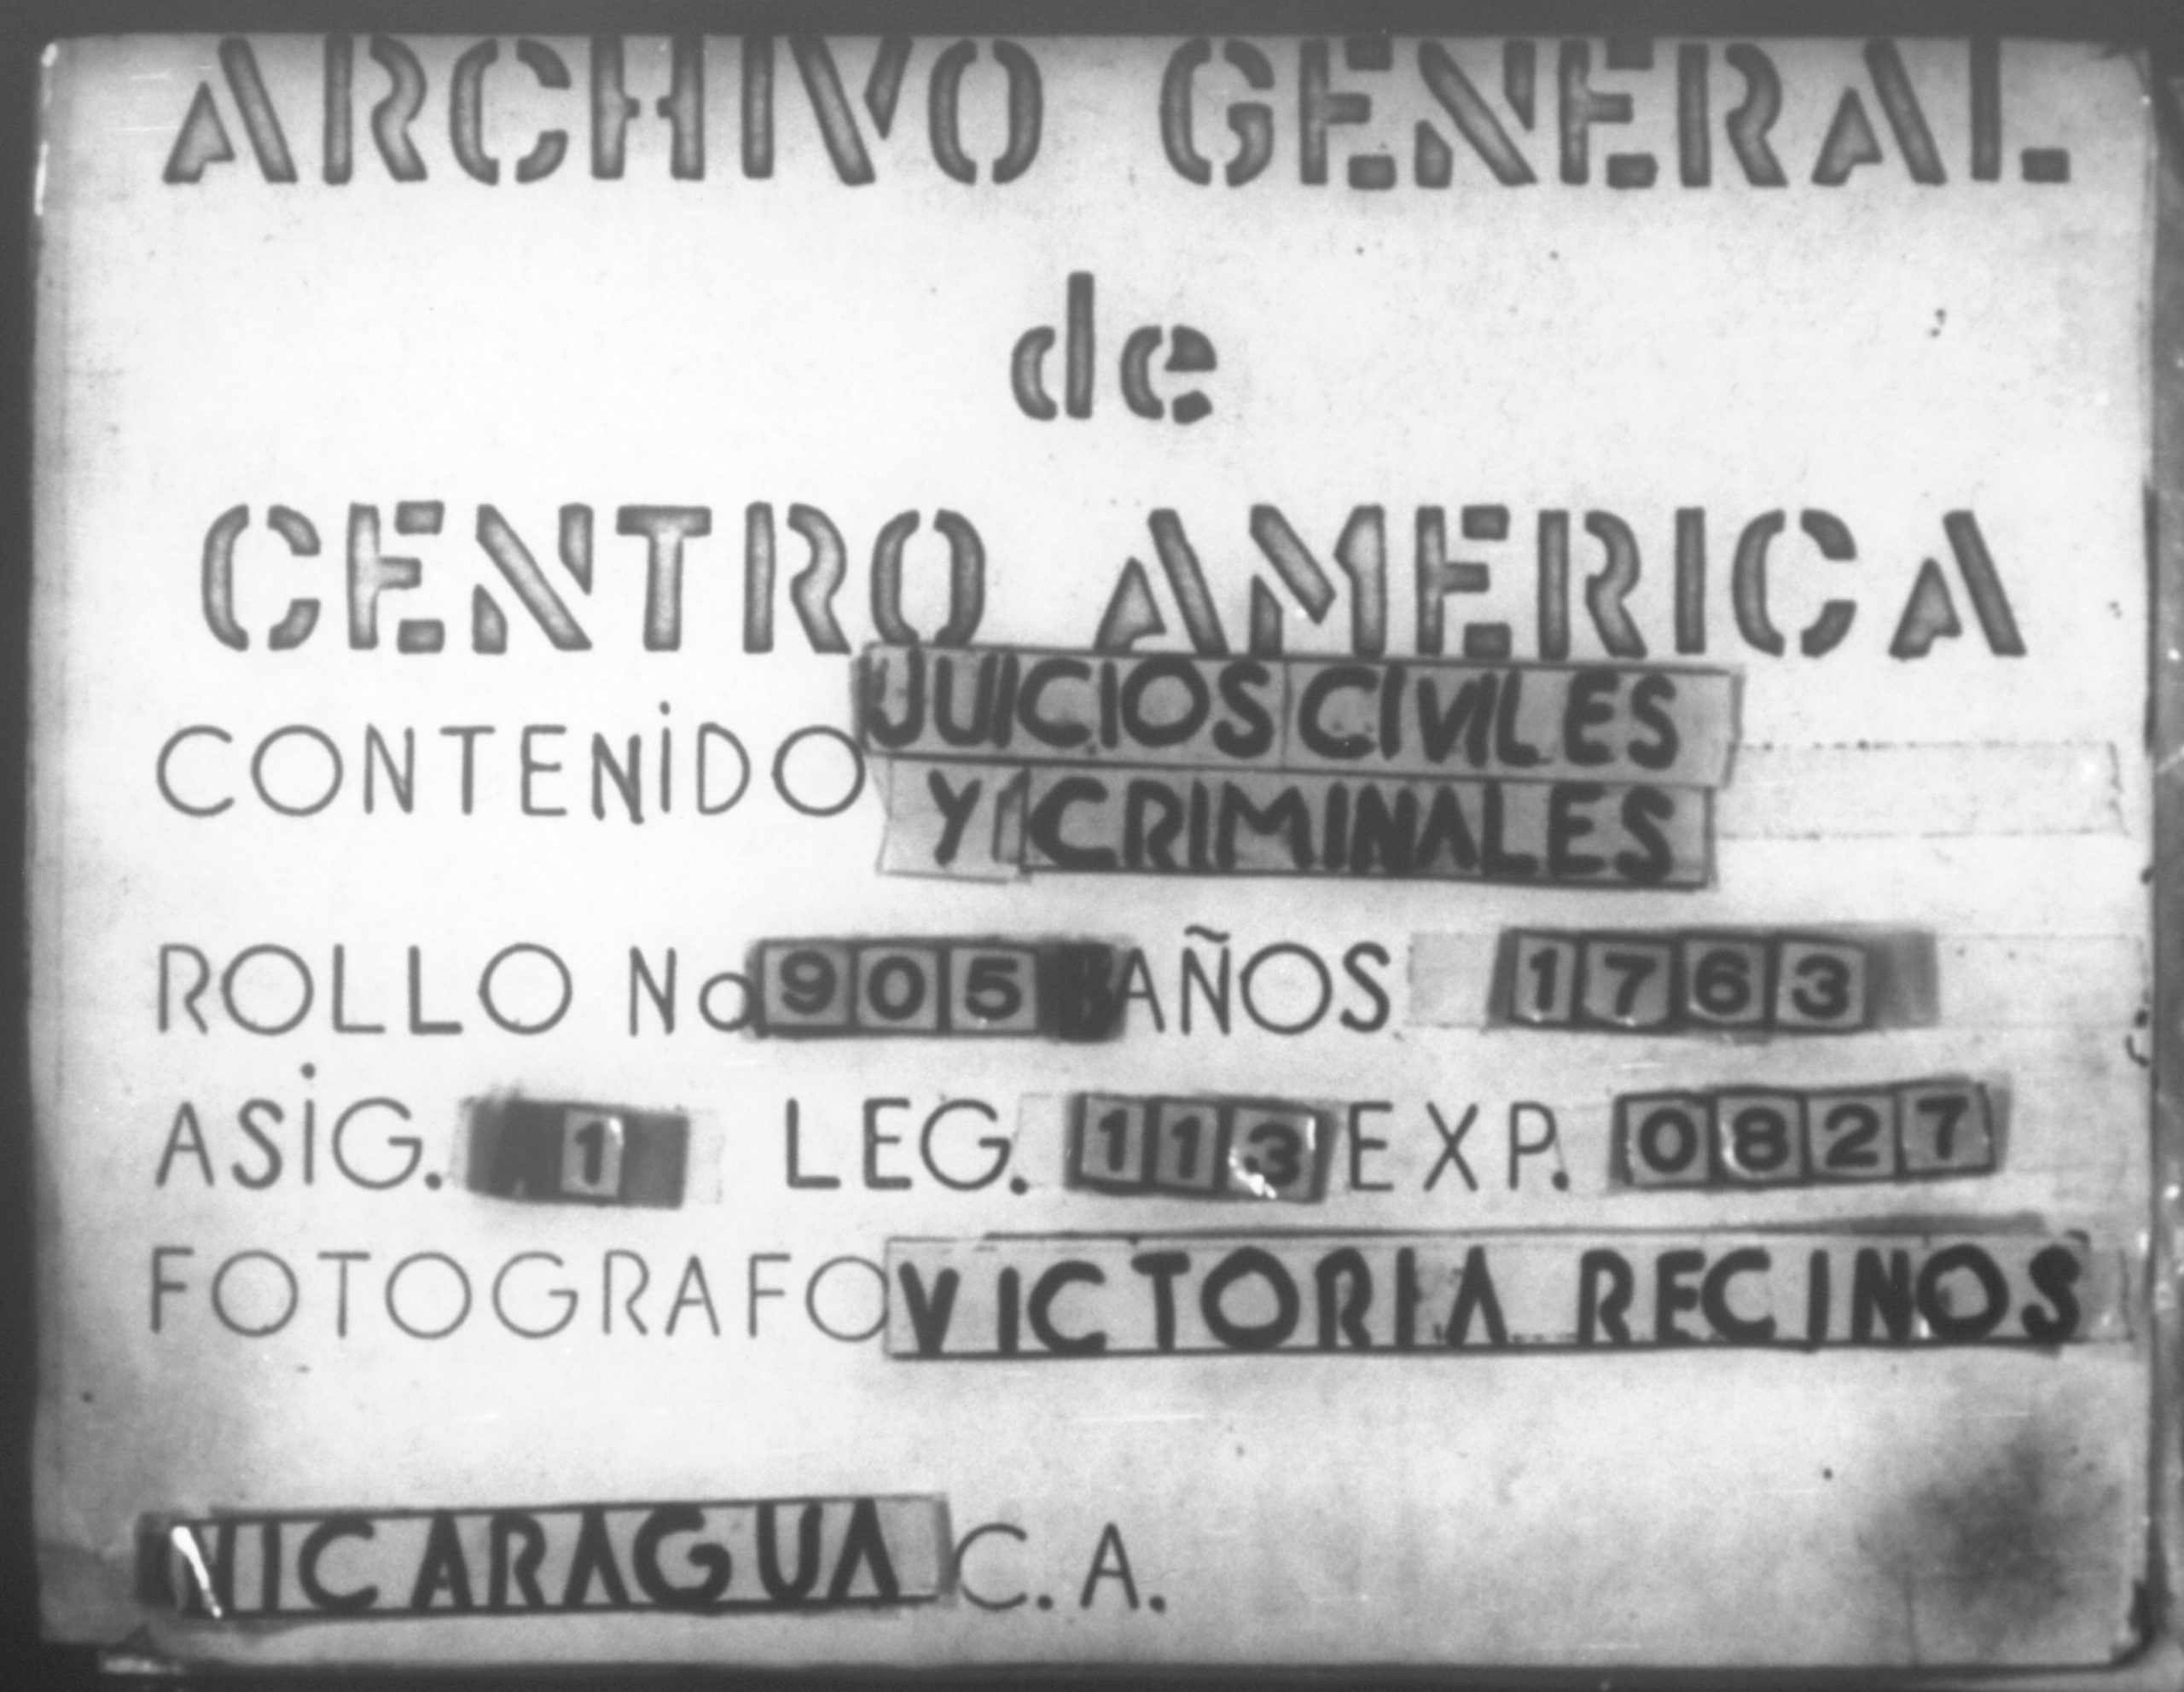 ARCHIVO GENERAL
de
CENTRO AMERICA
CONTENIDO JUICIOS CIVILES
Y CRIMINALES
ROLLO No 905 AÑOS 1763
ASIG. 1 LEG. 113 EXP. 0827
FOTOGRAFO VICTORIA RECINOS
NICARAGUA C.A.